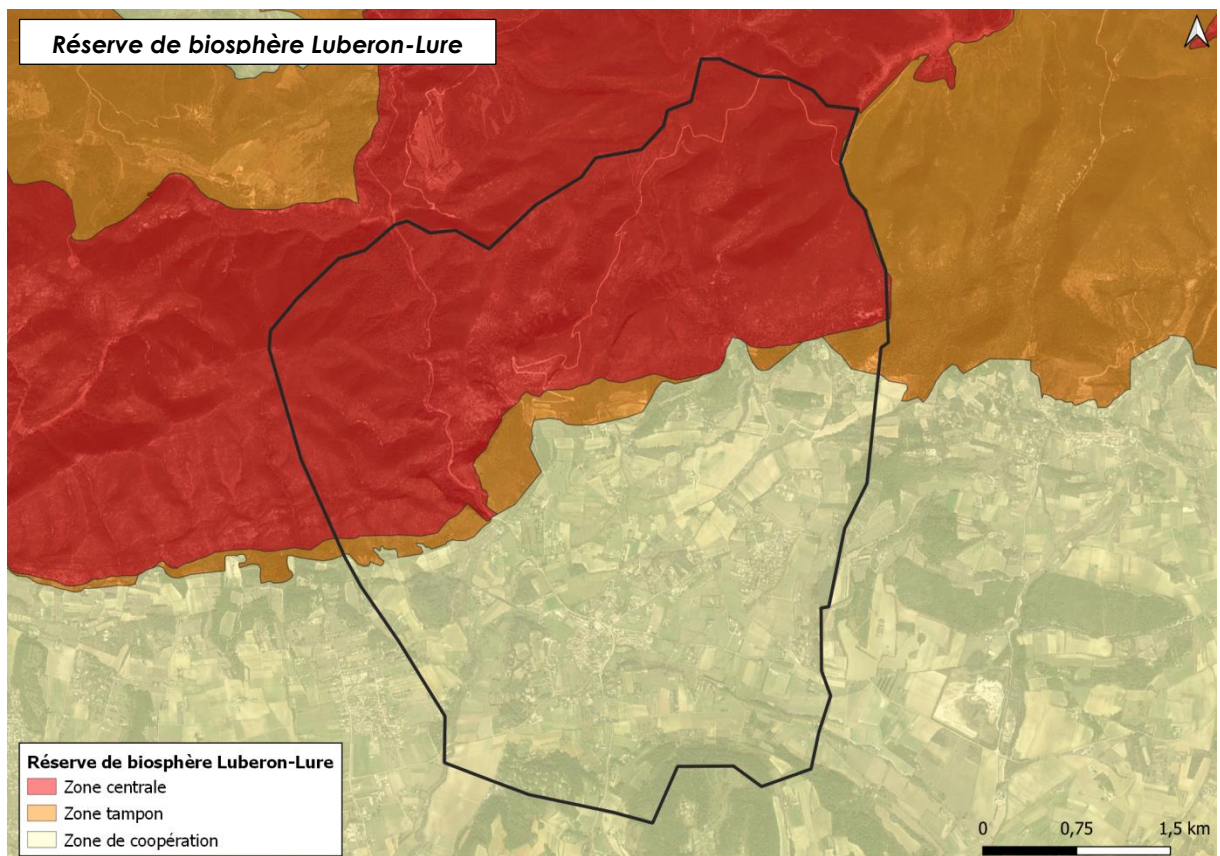 Réserve de biosphère Luberon-Lure
Réserve de biosphère Luberon-Lure
Zone centrale
Zone tampon
Zone de coopération
0 0,75 1,5 km